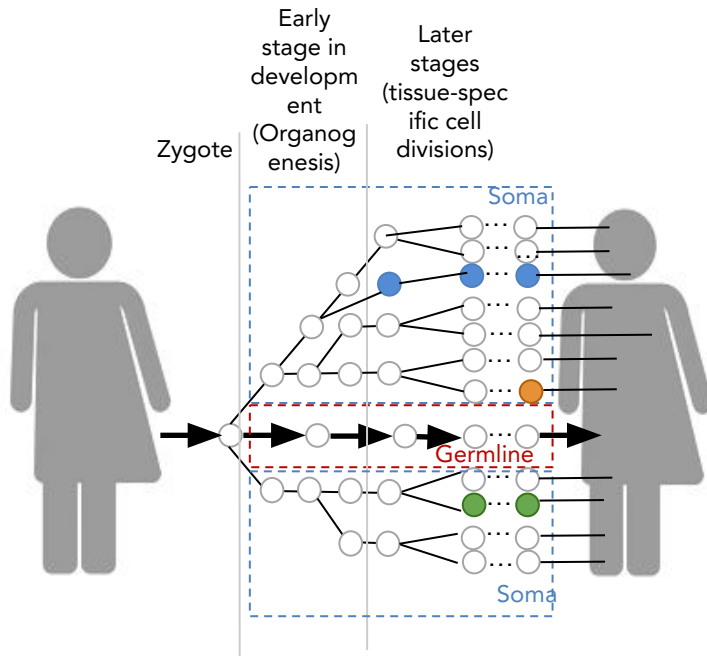 Zygote
Early
stage in
developm
ent
(Organog
enesis)
Later
stages
(tissue-spec
ific cell
divisions)
Soma
...
...
...
...
...
...
...
...
...
Germline
...
...
...
...
...
Soma